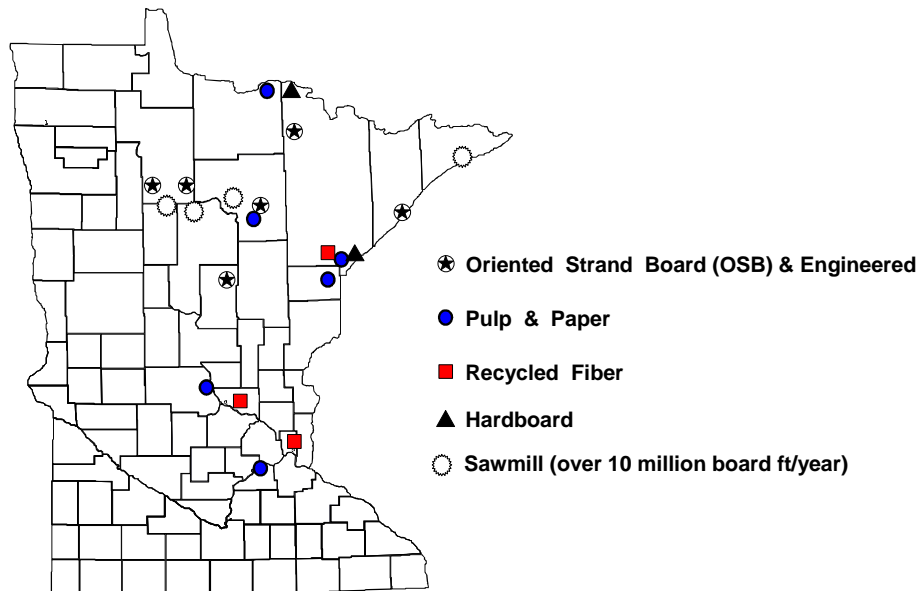 Oriented Strand Board (OSB) & Engineered
Pulp & Paper
Recycled Fiber
Hardboard
Sawmill (over 10 million board ft/year)